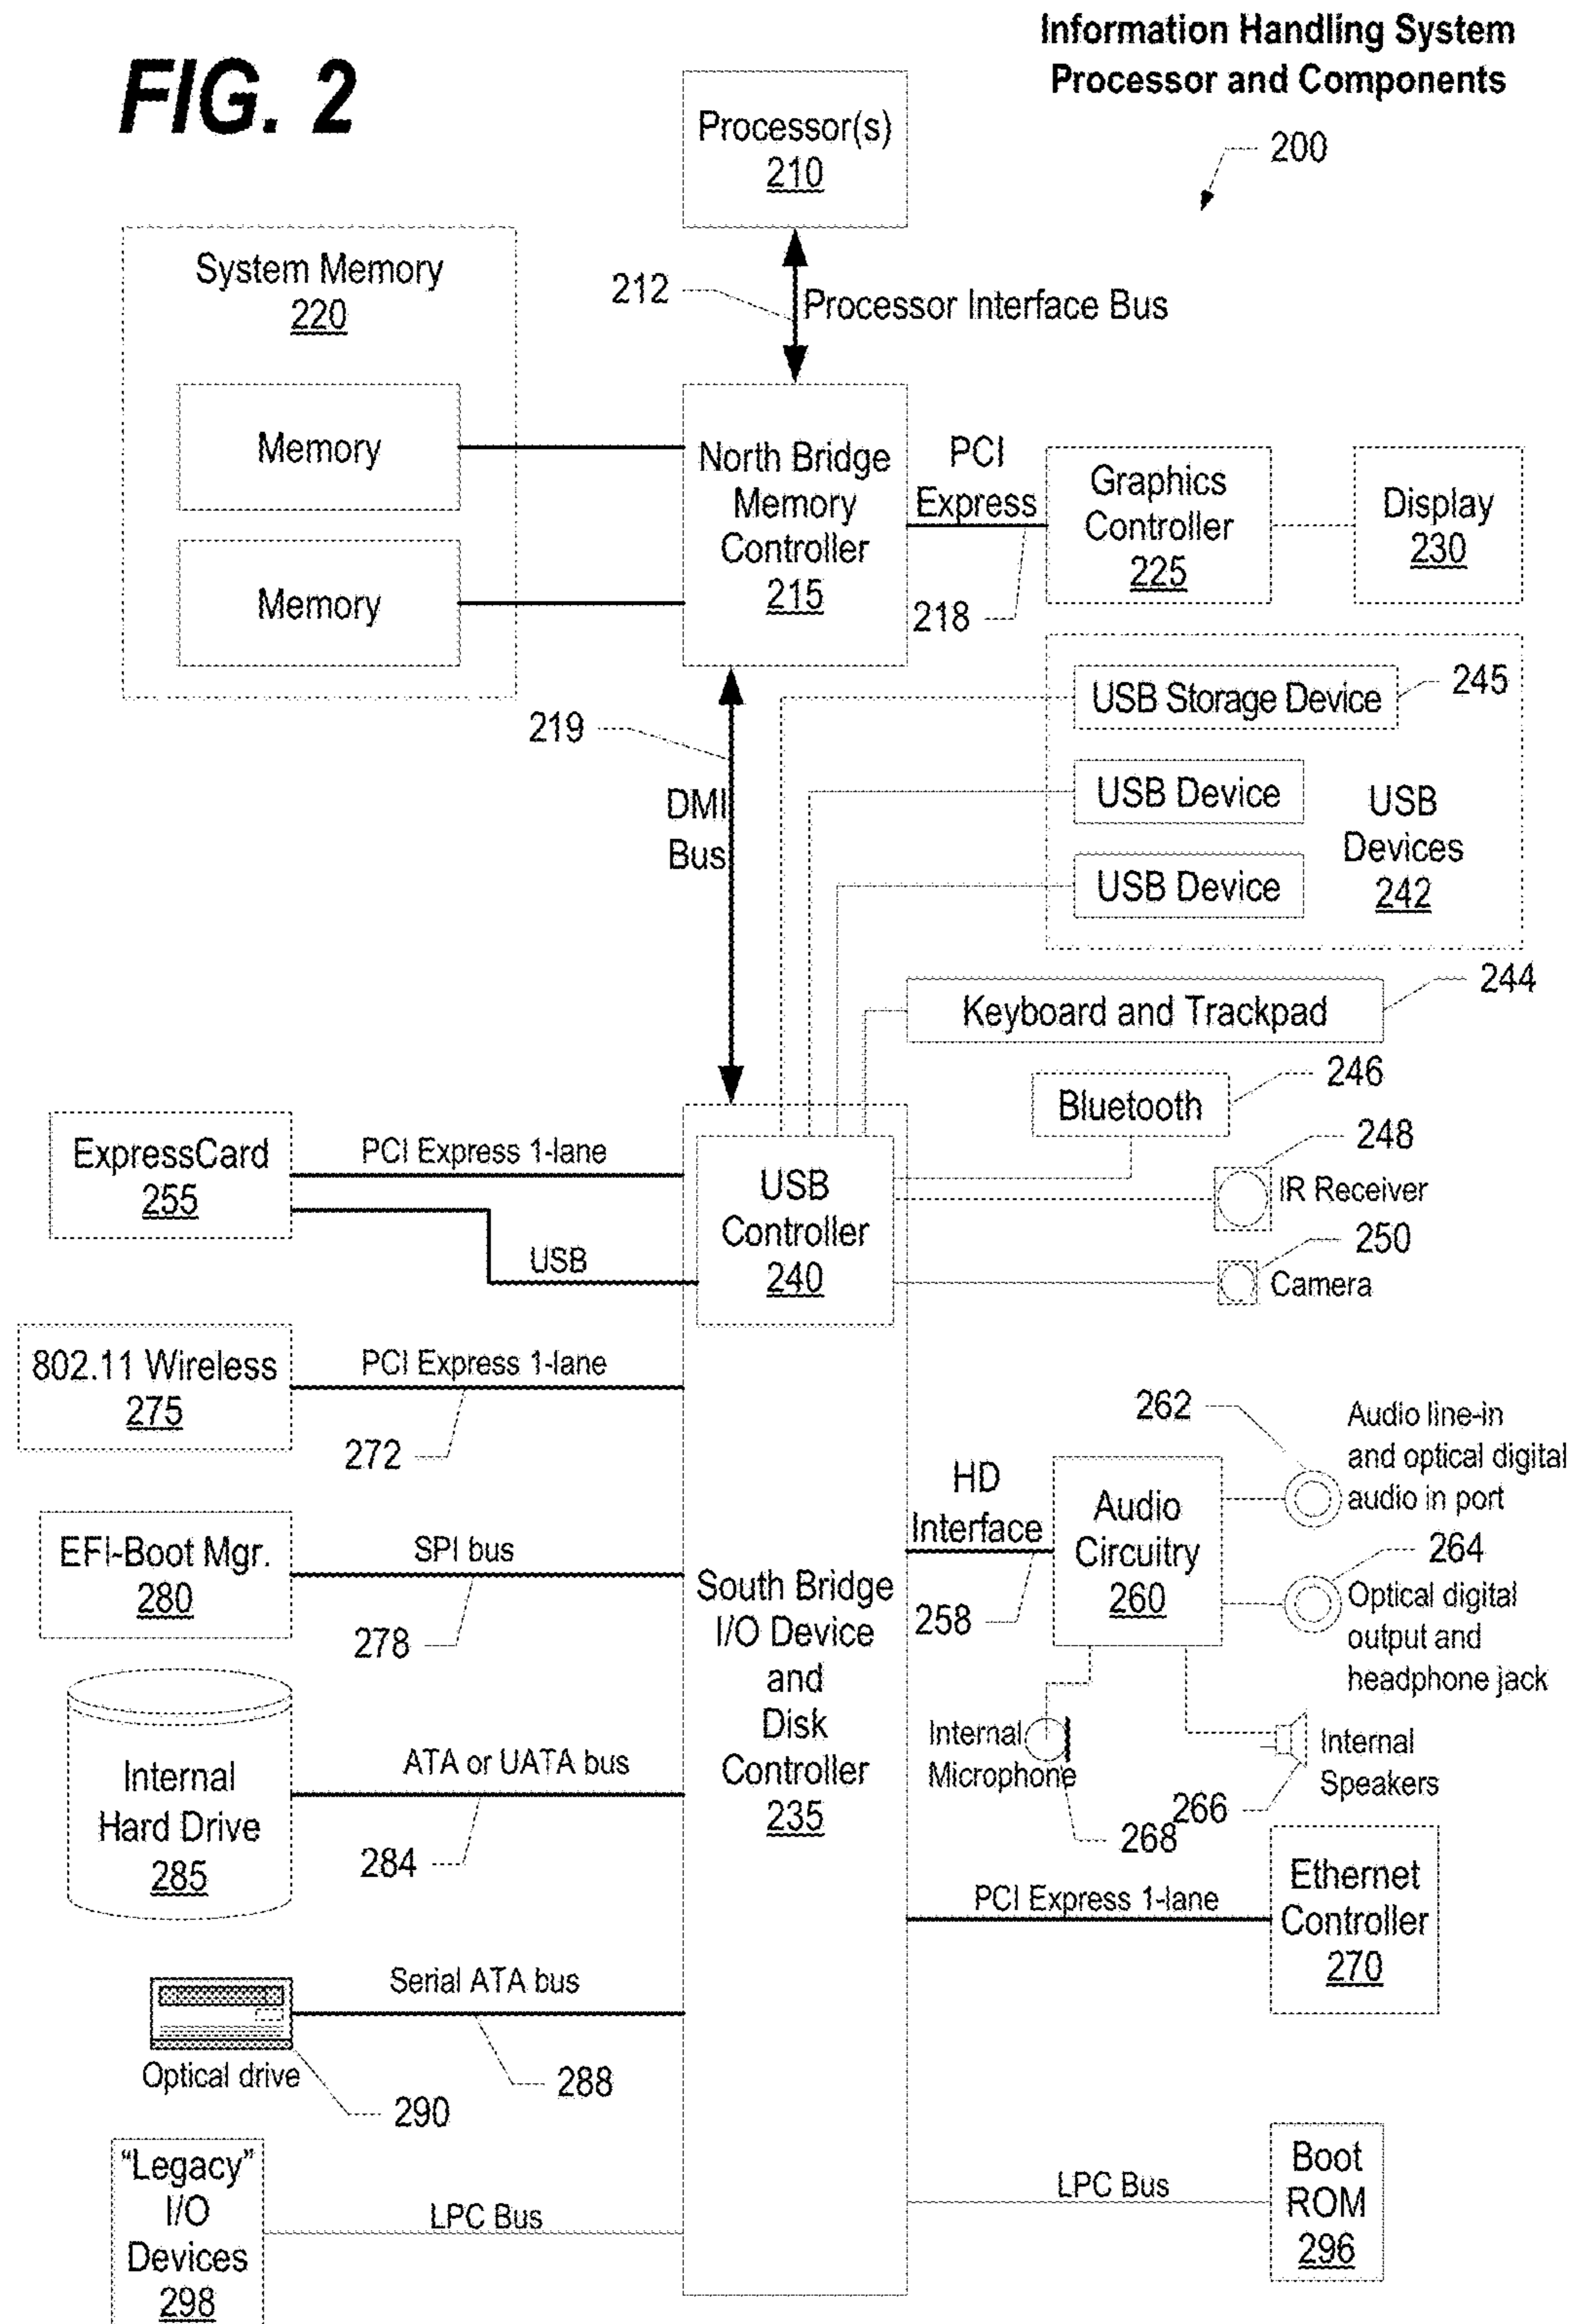 FIG. 2
Information Handling System
Processor and Components
200
Processor(s)
210
System Memory
220
212
Processor Interface Bus
Memory
Memory
North Bridge
Memory
Controller
215
PCI
Express
218
Graphics
Controller
225
Display
230
219
DMI
Bus
USB Storage Device
245
USB Device
USB Device
USB
Devices
242
Keyboard and Trackpad
244
Bluetooth
246
248
IR Receiver
250
Camera
ExpressCard
255
PCI Express 1-lane
USB
USB
Controller
240
802.11 Wireless
275
PCI Express 1-lane
272
EFI-Boot Mgr.
280
SPI bus
278
South Bridge
I/O Device
and
Disk
Controller
235
HD
Interface
258
Audio
Circuitry
260
262
Audio line-in
and optical digital
audio in port
264
Optical digital
output and
headphone jack
Internal
Microphone
268
266
Internal
Speakers
Internal
Hard Drive
285
ATA or UATA bus
284
PCI Express 1-lane
Ethernet
Controller
270
Serial ATA bus
288
Optical drive
290
"Legacy"
I/O
Devices
298
LPC Bus
LPC Bus
Boot
ROM
296